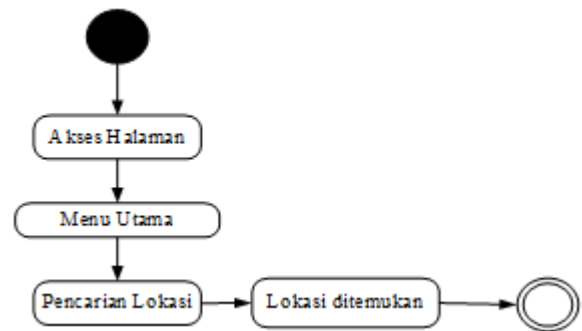 Akses Halaman
Menu Utama
Pencarian Lokasi
Lokasi ditemukan